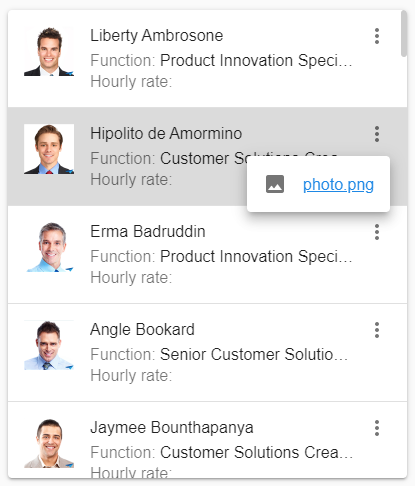 Liberty Ambrosone
Function: Product Innovation Speci…
Hourly rate:
Hipolito de Amormino
Function: Customer Solutions Crea…
Hourly rate:
photo.png
Erma Badruddin
Function: Product Innovation Speci…
Hourly rate:
Angle Bookard
Function: Senior Customer Solutio…
Hourly rate:
Jaymee Bounthapanya
Function: Customer Solutions Crea…
Hourly rate: